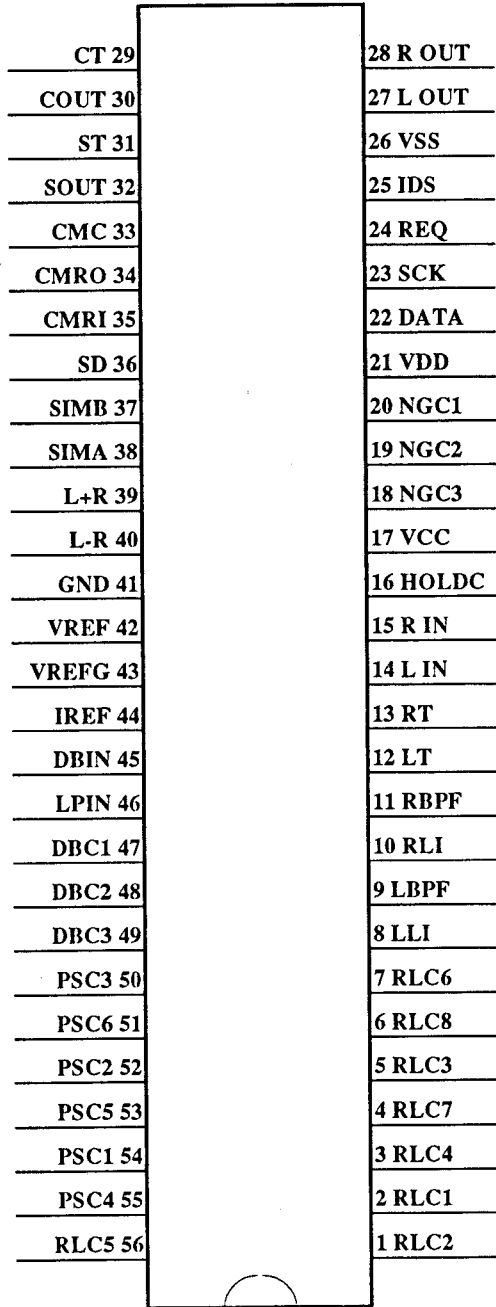 CT 29 28 R OUT
COUT 30 27 L OUT
ST 31 26 VSS
SOUT 32 25 IDS
CMC 33 24 REQ
CMRO 34 23 SCK
CMRI 35 22 DATA
SD 36 21 VDD
SIMB 37 20 NGC1
SIMA 38 19 NGC2
L+R 39 18 NGC3
L-R 40 17 VCC
GND 41 16 HOLDC
VREF 42 15 R IN
VREFG 43 14 L IN
IREF 44 13 RT
DBIN 45 12 LT
LPIN 46 11 RBPF
DBC1 47 10 RLI
DBC2 48 9 LBPF
DBC3 49 8 LLI
PSC3 50 7 RLC6
PSC6 51 6 RLC8
PSC2 52 5 RLC3
PSC5 53 4 RLC7
PSC1 54 3 RLC4
PSC4 55 2 RLC1
RLC5 56 1 RLC2